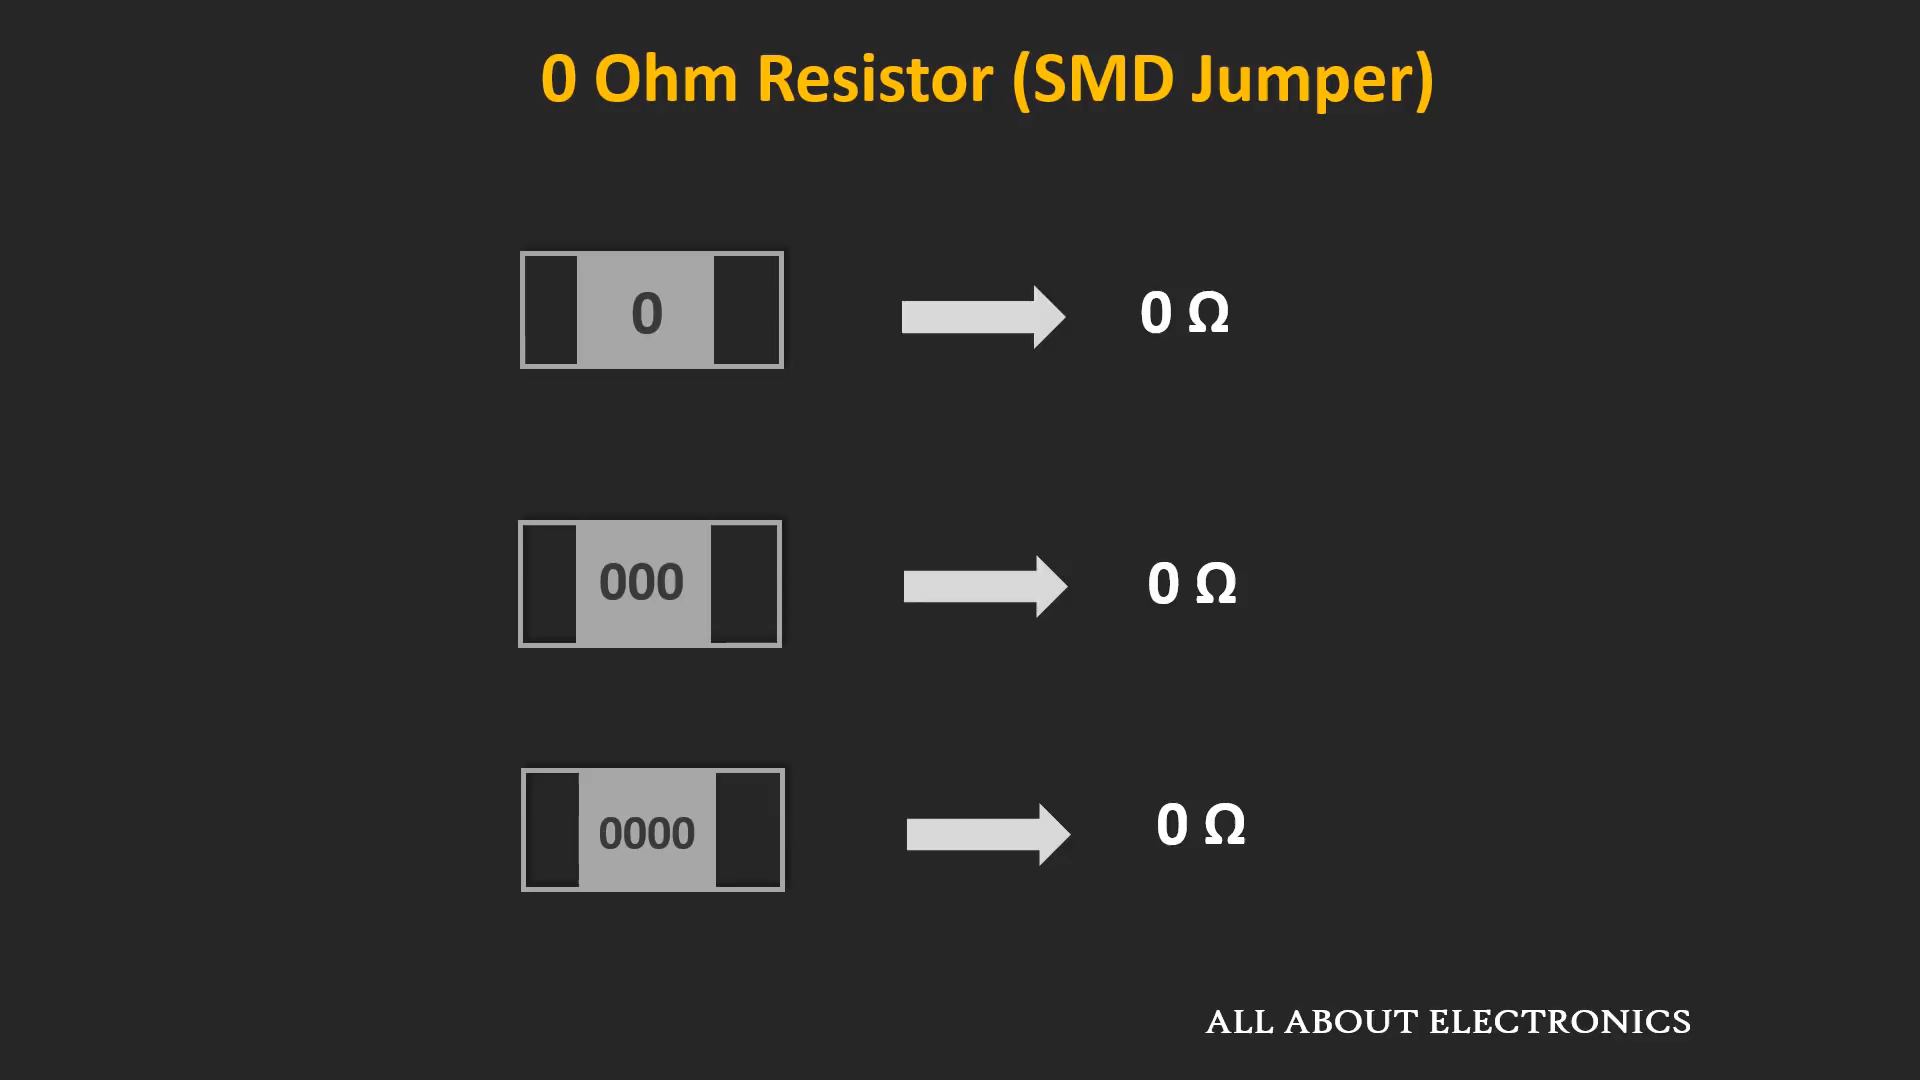 0 Ohm Resistor (SMD Jumper)
0
0 Ω
000
0 Ω
0000
0 Ω
ALL ABOUT ELECTRONICS